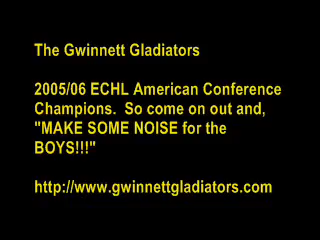 The Gwinnett Gladiators
2005/06 ECHL American Conference
Champions.  So come on out and,
"MAKE SOME NOISE for the
BOYS!!!"
http://www.gwinnettgladiators.com